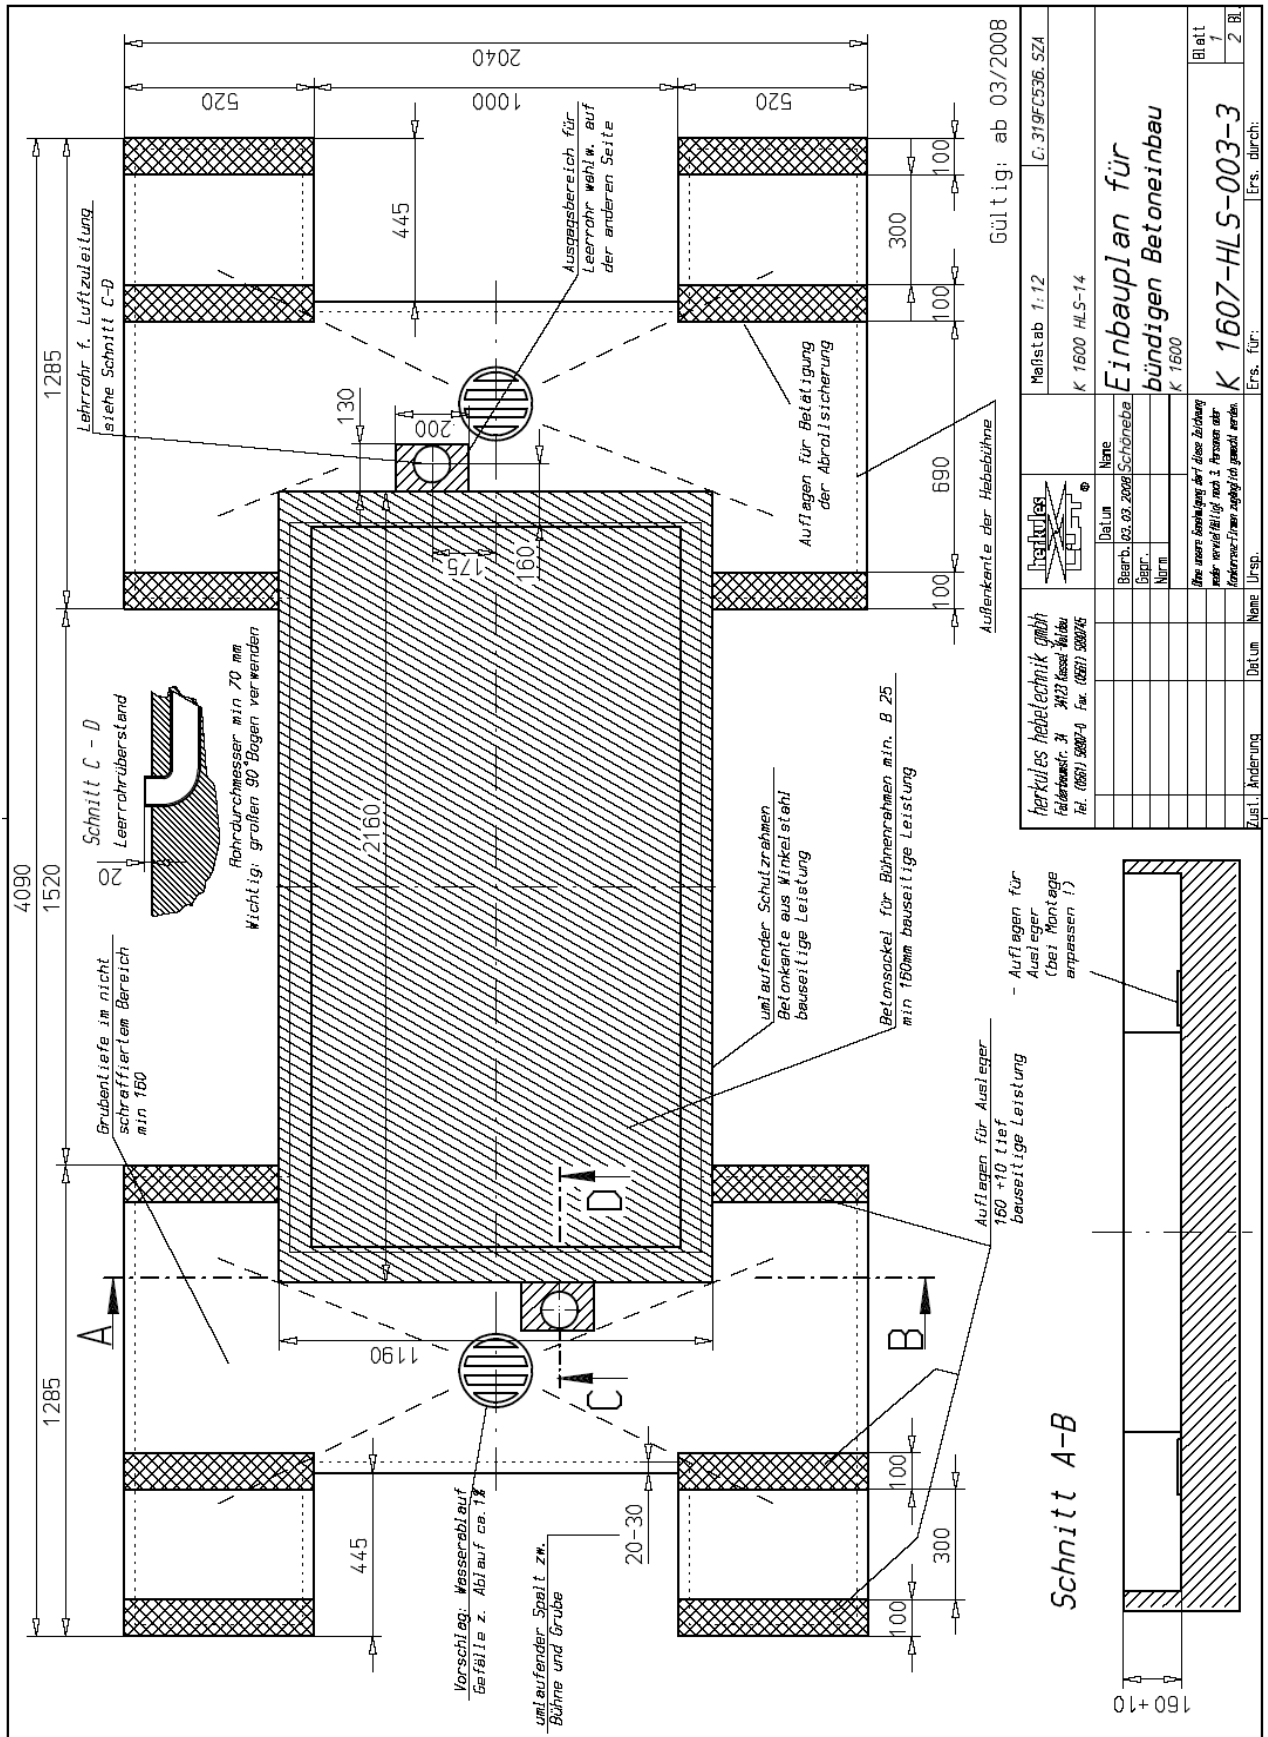 4090
1285
1520
1285
Grubentiefe im nicht
schraffiertem Bereich
min 160
Schnitt C - D
Leerrohrüberstand
20
Rohrdurchmesser min 70 mm
Wichtig: großen 90°Bogen verwenden
Lehrrohr f. Luftzuleitung
siehe Schnitt C-D
520
1000
520
2040
445
Ausgagsbereich für
Leerrohr wahlw. auf
der anderen Seite
130
200
175
160
2160
1190
A
B
C
D
445
Vorschlag: Wasserablauf
Gefälle z. Ablauf ca.1%
umlaufender Spalt zw.
Bühne und Grube
20-30
100
300
100
100
690
100
300
100
Auflagen für Betätigung
der Abrollsicherung
Außenkante der Hebebühne
umlaufender Schutzrahmen
Betonkante aus Winkelstahl
bauseitige Leistung
Betonsockel für Bühnenrahmen min. B 25
min 160mm bauseitige Leistung
Auflagen für Ausleger
160 +10 tief
bauseitige Leistung
- Auflagen für
Ausleger
(bei Montage
anpassen !)
Schnitt A-B
160+10
Gültig: ab 03/2008
herkules hebetechnik gmbh
Falderbaumstr. 34 34123 Kassel-Waldau
herkules
®
Datum Name
Bearb. 03.03.2008 Schöneba
Gepr.
Norm
Maßstab 1:12
C:319FC536.SZA
K 1600 HLS-14
Einbauplan für
bündigen Betoneinbau
K 1600
K 1607-HLS-003-3
Blatt
1
2 Bl.
Zust. Änderung Datum Name Ursp. Ers. für: Ers. durch: